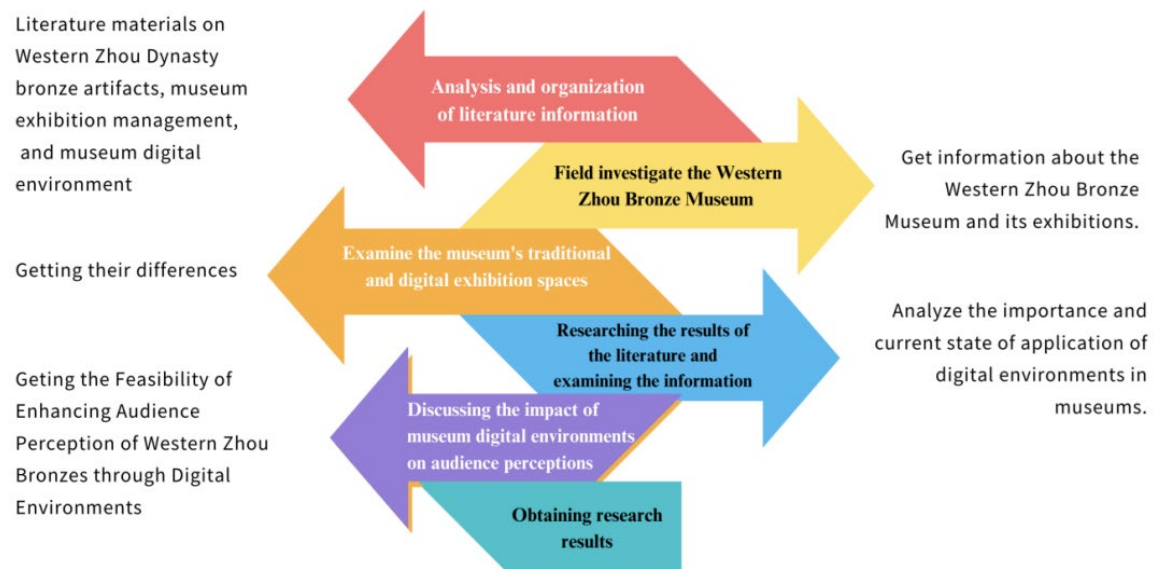 Literature materials on
Western Zhou Dynasty
bronze artifacts, museum
exhibition management,
and museum digital
environment
Analysis and organization
of literature information
Field investigate the Western
Zhou Bronze Museum
Get information about the
Western Zhou Bronze
Museum and its exhibitions.
Examine the museum's traditional
and digital exhibition spaces
Getting their differences
Researching the results of
the literature and
examining the information
Analyze the importance and
current state of application of
digital environments in
museums.
Discussing the impact of
museum digital environments
on audience perceptions
Geting the Feasibility of
Enhancing Audience
Perception of Western Zhou
Bronzes through Digital
Environments
Obtaining research
results